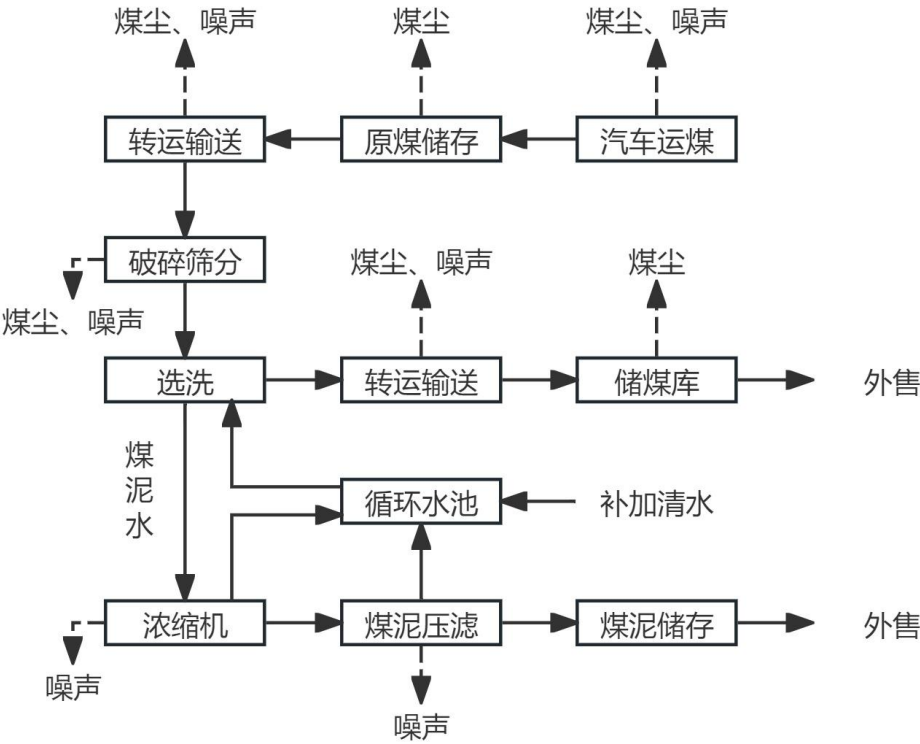 煤尘、噪声
煤尘
煤尘、噪声
转运输送
原煤储存
汽车运煤
破碎筛分
煤尘、噪声
煤尘、噪声
煤尘
选洗
转运输送
储煤库
外售
煤泥水
循环水池
补加清水
浓缩机
煤泥压滤
煤泥储存
外售
噪声
噪声